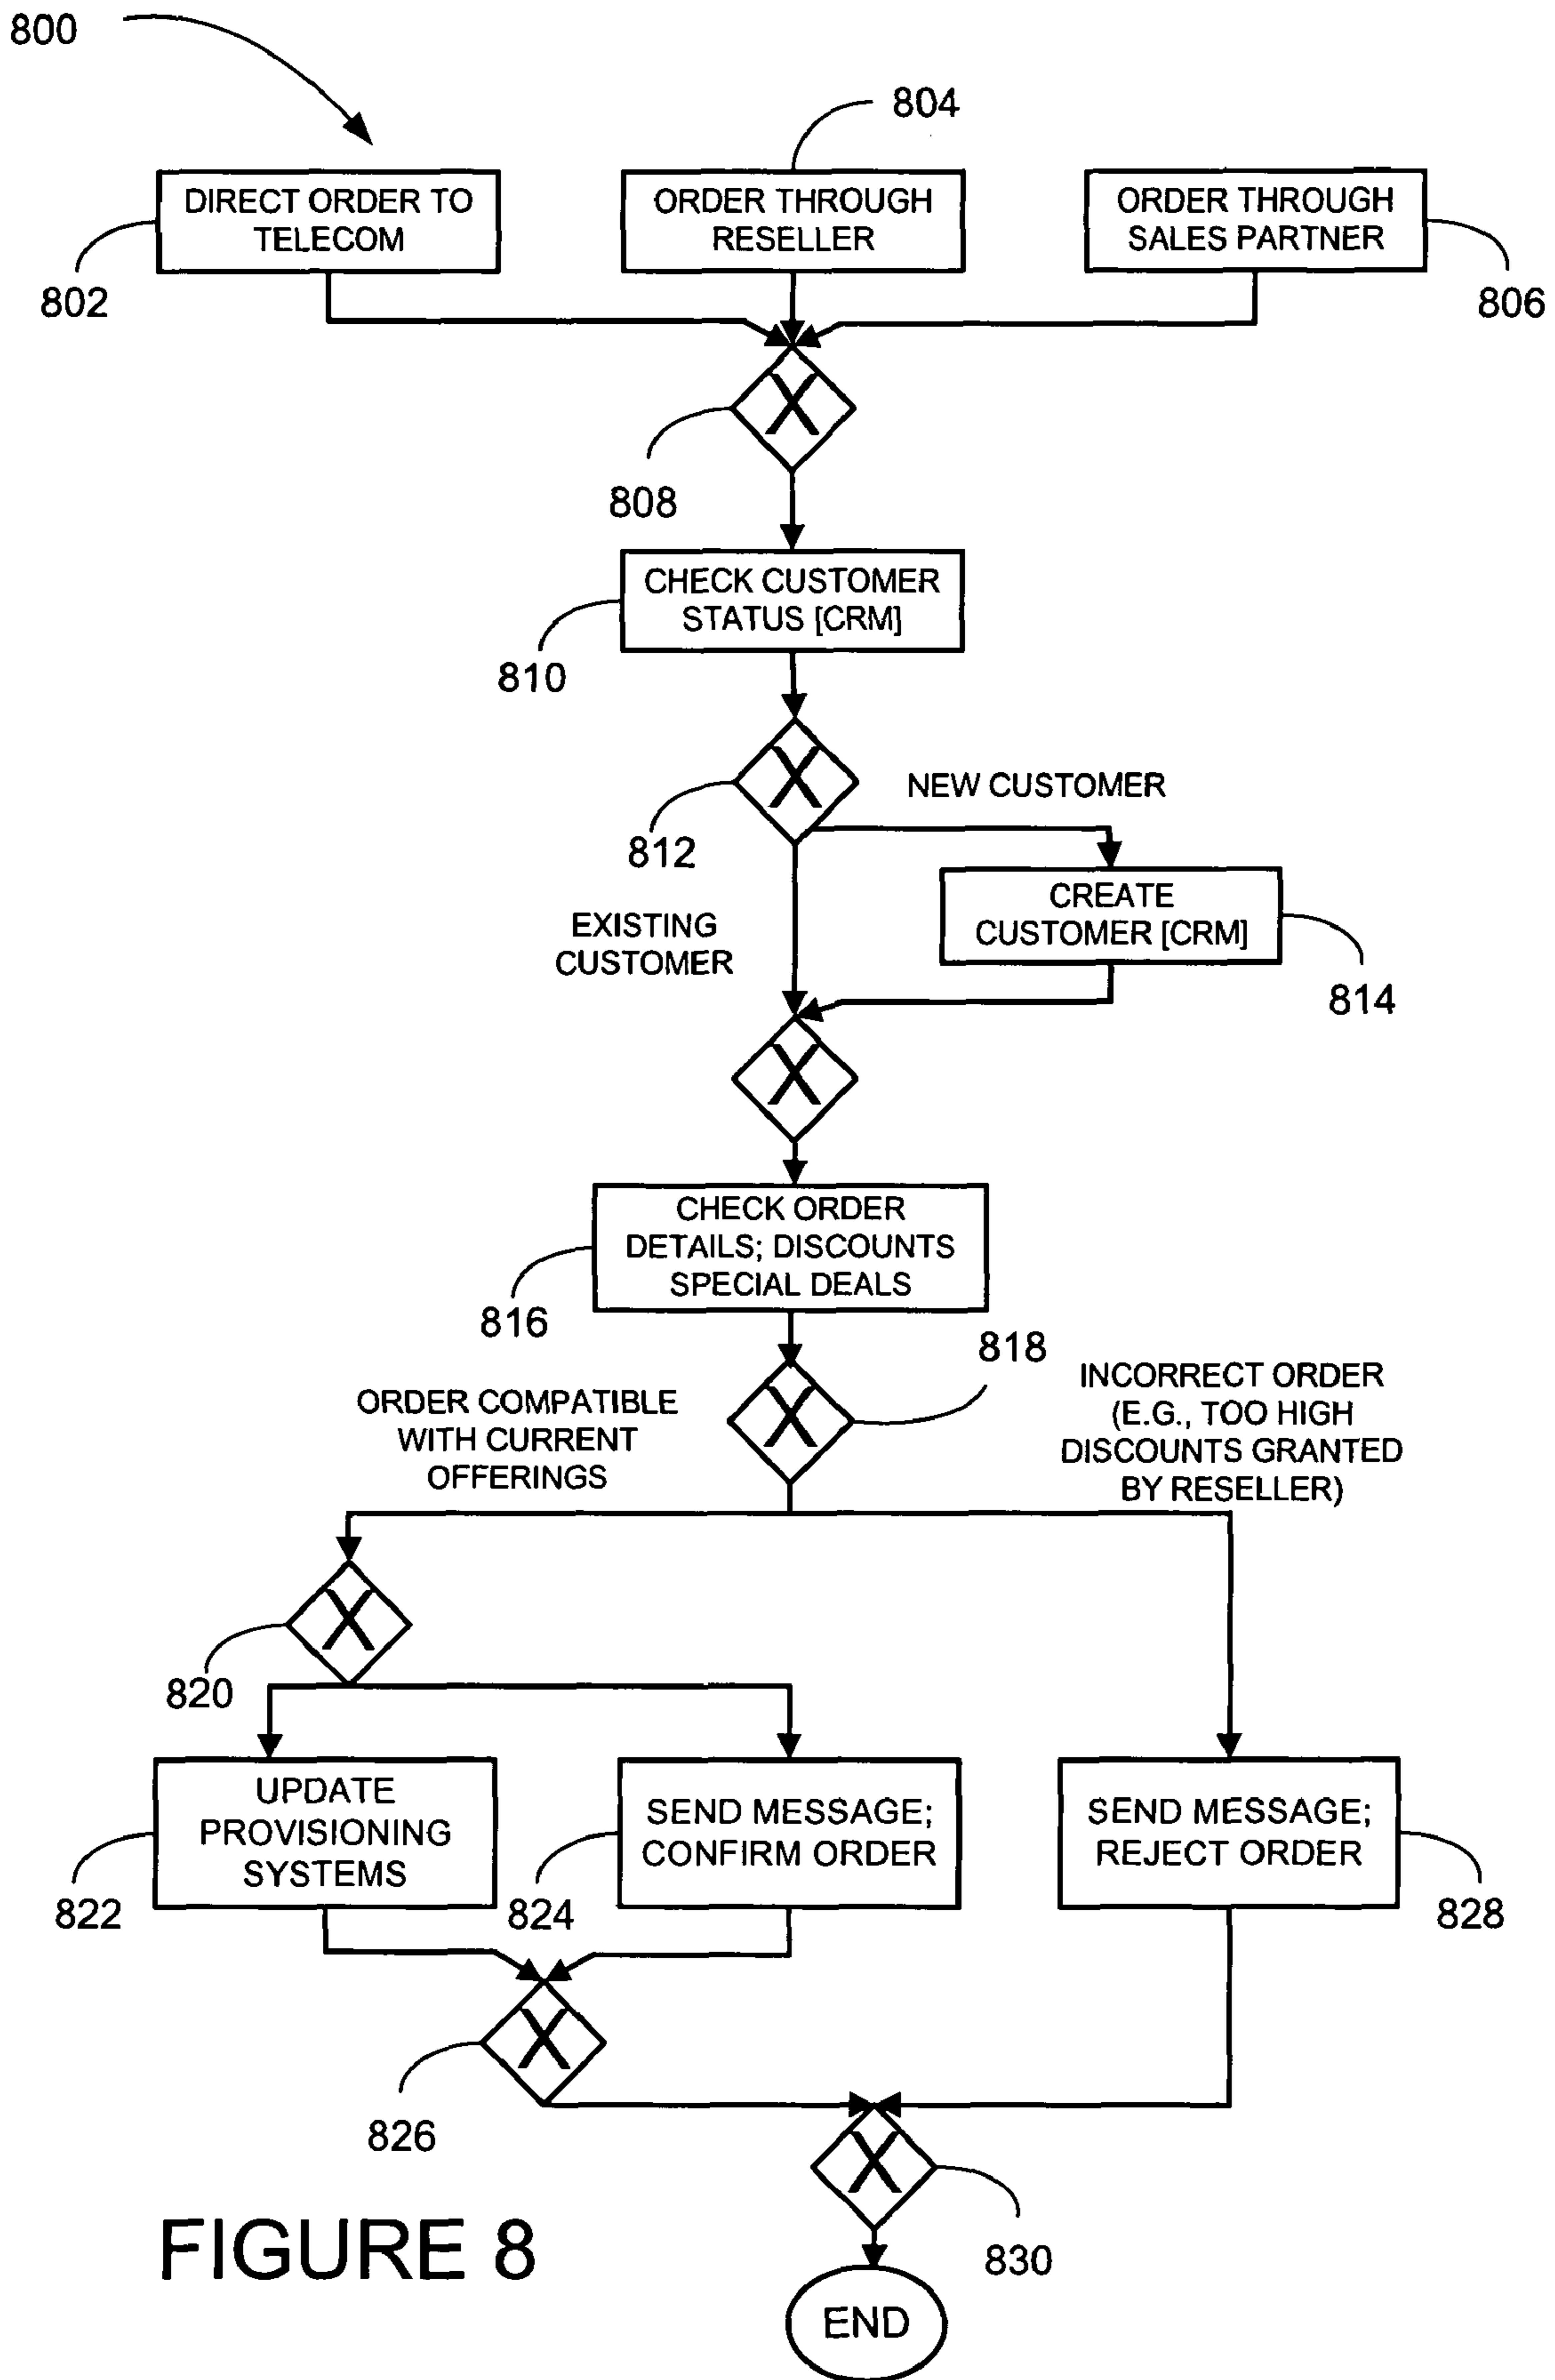 800
804
DIRECT ORDER TO
TELECOM
ORDER THROUGH
RESELLER
ORDER THROUGH
SALES PARTNER
802
806
X
808
CHECK CUSTOMER
STATUS [CRM]
810
X
NEW CUSTOMER
812
CREATE
CUSTOMER [CRM]
EXISTING
CUSTOMER
814
X
CHECK ORDER
DETAILS; DISCOUNTS
SPECIAL DEALS
816
818
ORDER COMPATIBLE
WITH CURRENT
OFFERINGS
X
INCORRECT ORDER
(E.G., TOO HIGH
DISCOUNTS GRANTED
BY RESELLER)
X
820
UPDATE
PROVISIONING
SYSTEMS
SEND MESSAGE;
CONFIRM ORDER
SEND MESSAGE;
REJECT ORDER
822
824
828
X
826
X
830
FIGURE 8
END